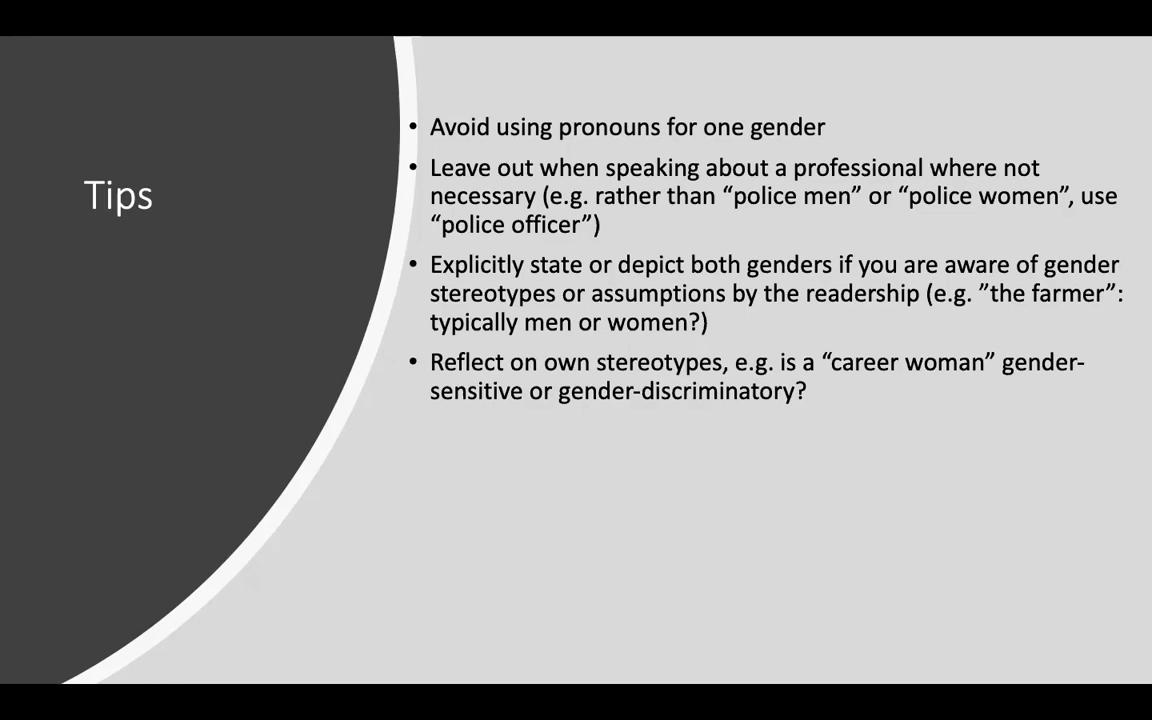 Tips
• Avoid using pronouns for one gender
• Leave out when speaking about a professional where not
necessary (e.g. rather than “police men” or “police women”, use
“police officer”)
• Explicitly state or depict both genders if you are aware of gender
stereotypes or assumptions by the readership (e.g. ”the farmer”:
typically men or women?)
• Reflect on own stereotypes, e.g. is a “career woman” gender-
sensitive or gender-discriminatory?